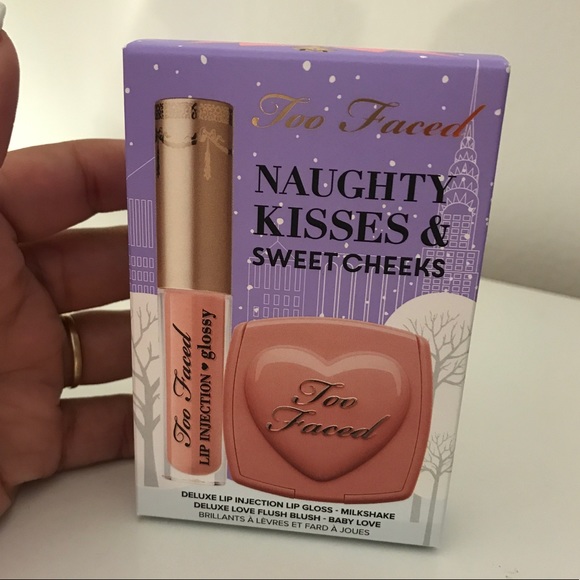 Too Faced
NAUGHTY
KISSES &
SWEET CHEEKS
Too Faced
LIP INJECTION ♥ glossy
Too
Faced
DELUXE LIP INJECTION LIP GLOSS - MILKSHAKE
DELUXE LOVE FLUSH BLUSH - BABY LOVE
BRILLANTS À LÈVRES ET FARD À JOUES